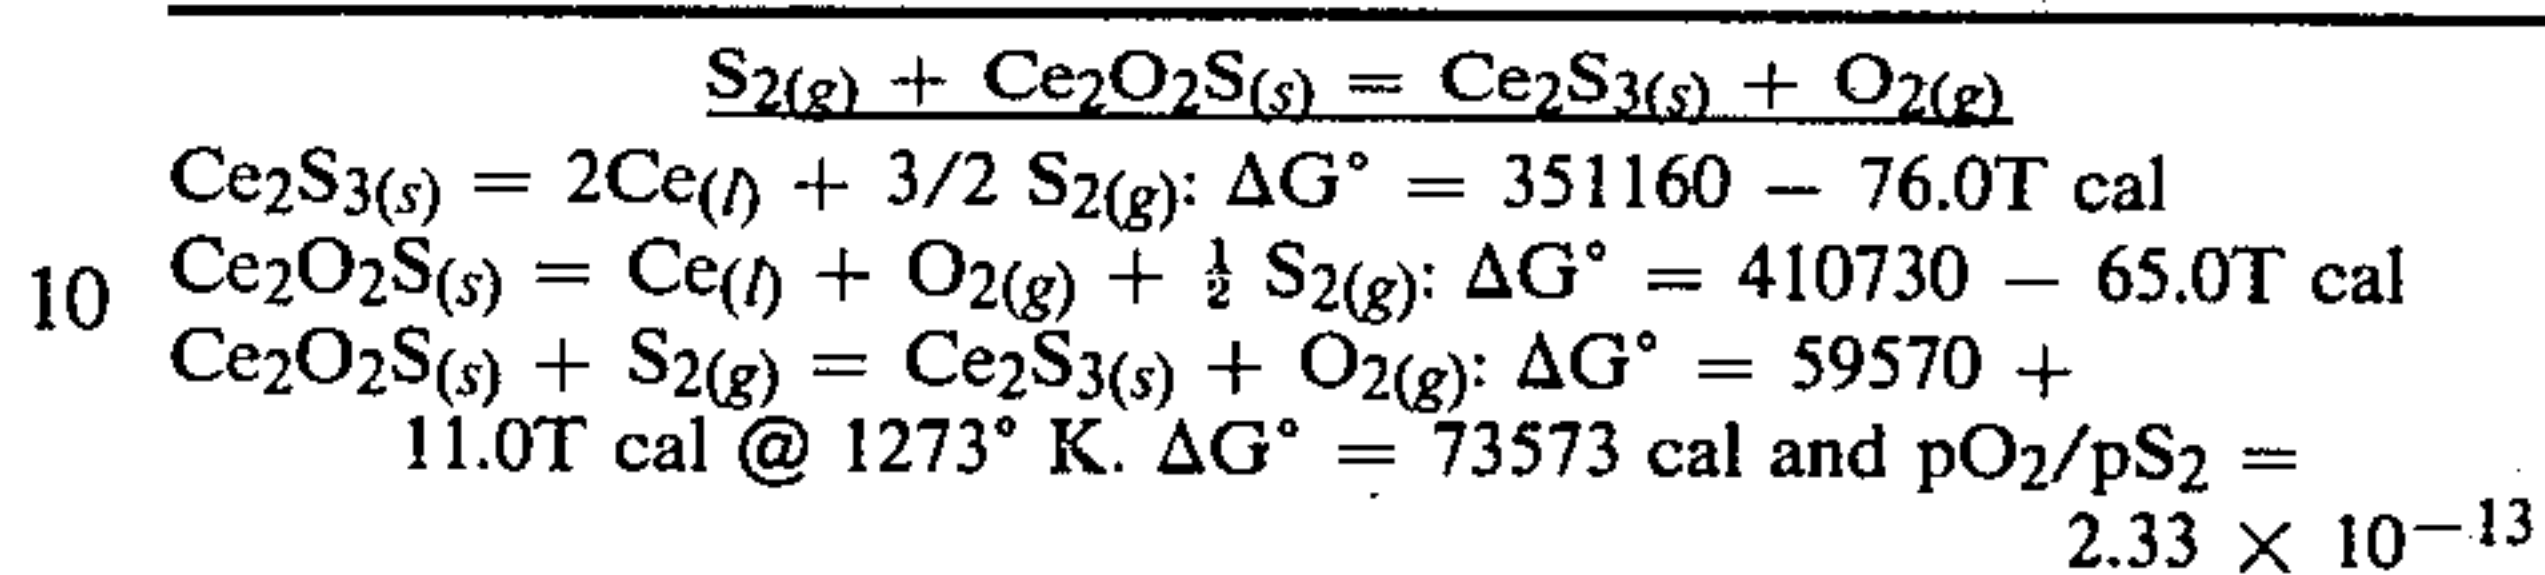 S2(g) + Ce2O2S(s) = Ce2S3(s) + O2(g)
Ce2S3(s) = 2Ce(l) + 3/2 S2(g): ΔG° = 351160 − 76.0T cal
10 Ce2O2S(s) = Ce(l) + O2(g) + ½ S2(g): ΔG° = 410730 − 65.0T cal
Ce2O2S(s) + S2(g) = Ce2S3(s) + O2(g): ΔG° = 59570 +
11.0T cal @ 1273° K. ΔG° = 73573 cal and pO2/pS2 =
2.33 × 10−13